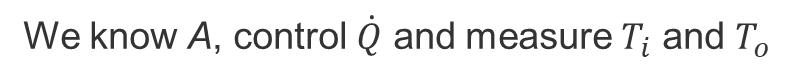 We know A, control Q̇ and measure Tᵢ and Tₒ